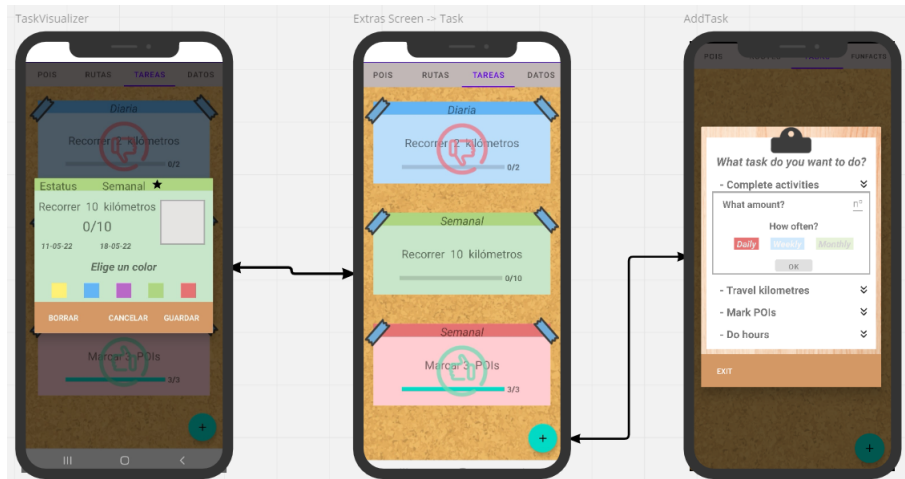 TaskVisualizer
POIS RUTAS TAREAS DATOS
Diaria
Recorrer 2 kilómetros
0/2
Estatus Semanal
Recorrer 10 kilómetros
0/10
11-05-22 18-05-22
Elige un color
BORRAR CANCELAR GUARDAR
Marcar 3 POIs
3/3
+
Extras Screen -> Task
POIS RUTAS TAREAS DATOS
Diaria
Recorrer 2 kilómetros
0/2
Semanal
Recorrer 10 kilómetros
0/10
Semanal
Marcar 3 POIs
3/3
+
AddTask
POIS FUNFACTS
What task do you want to do?
- Complete activities
What amount? nº
How often?
Daily Weekly Monthly
OK
- Travel kilometres
- Mark POIs
- Do hours
EXIT
+